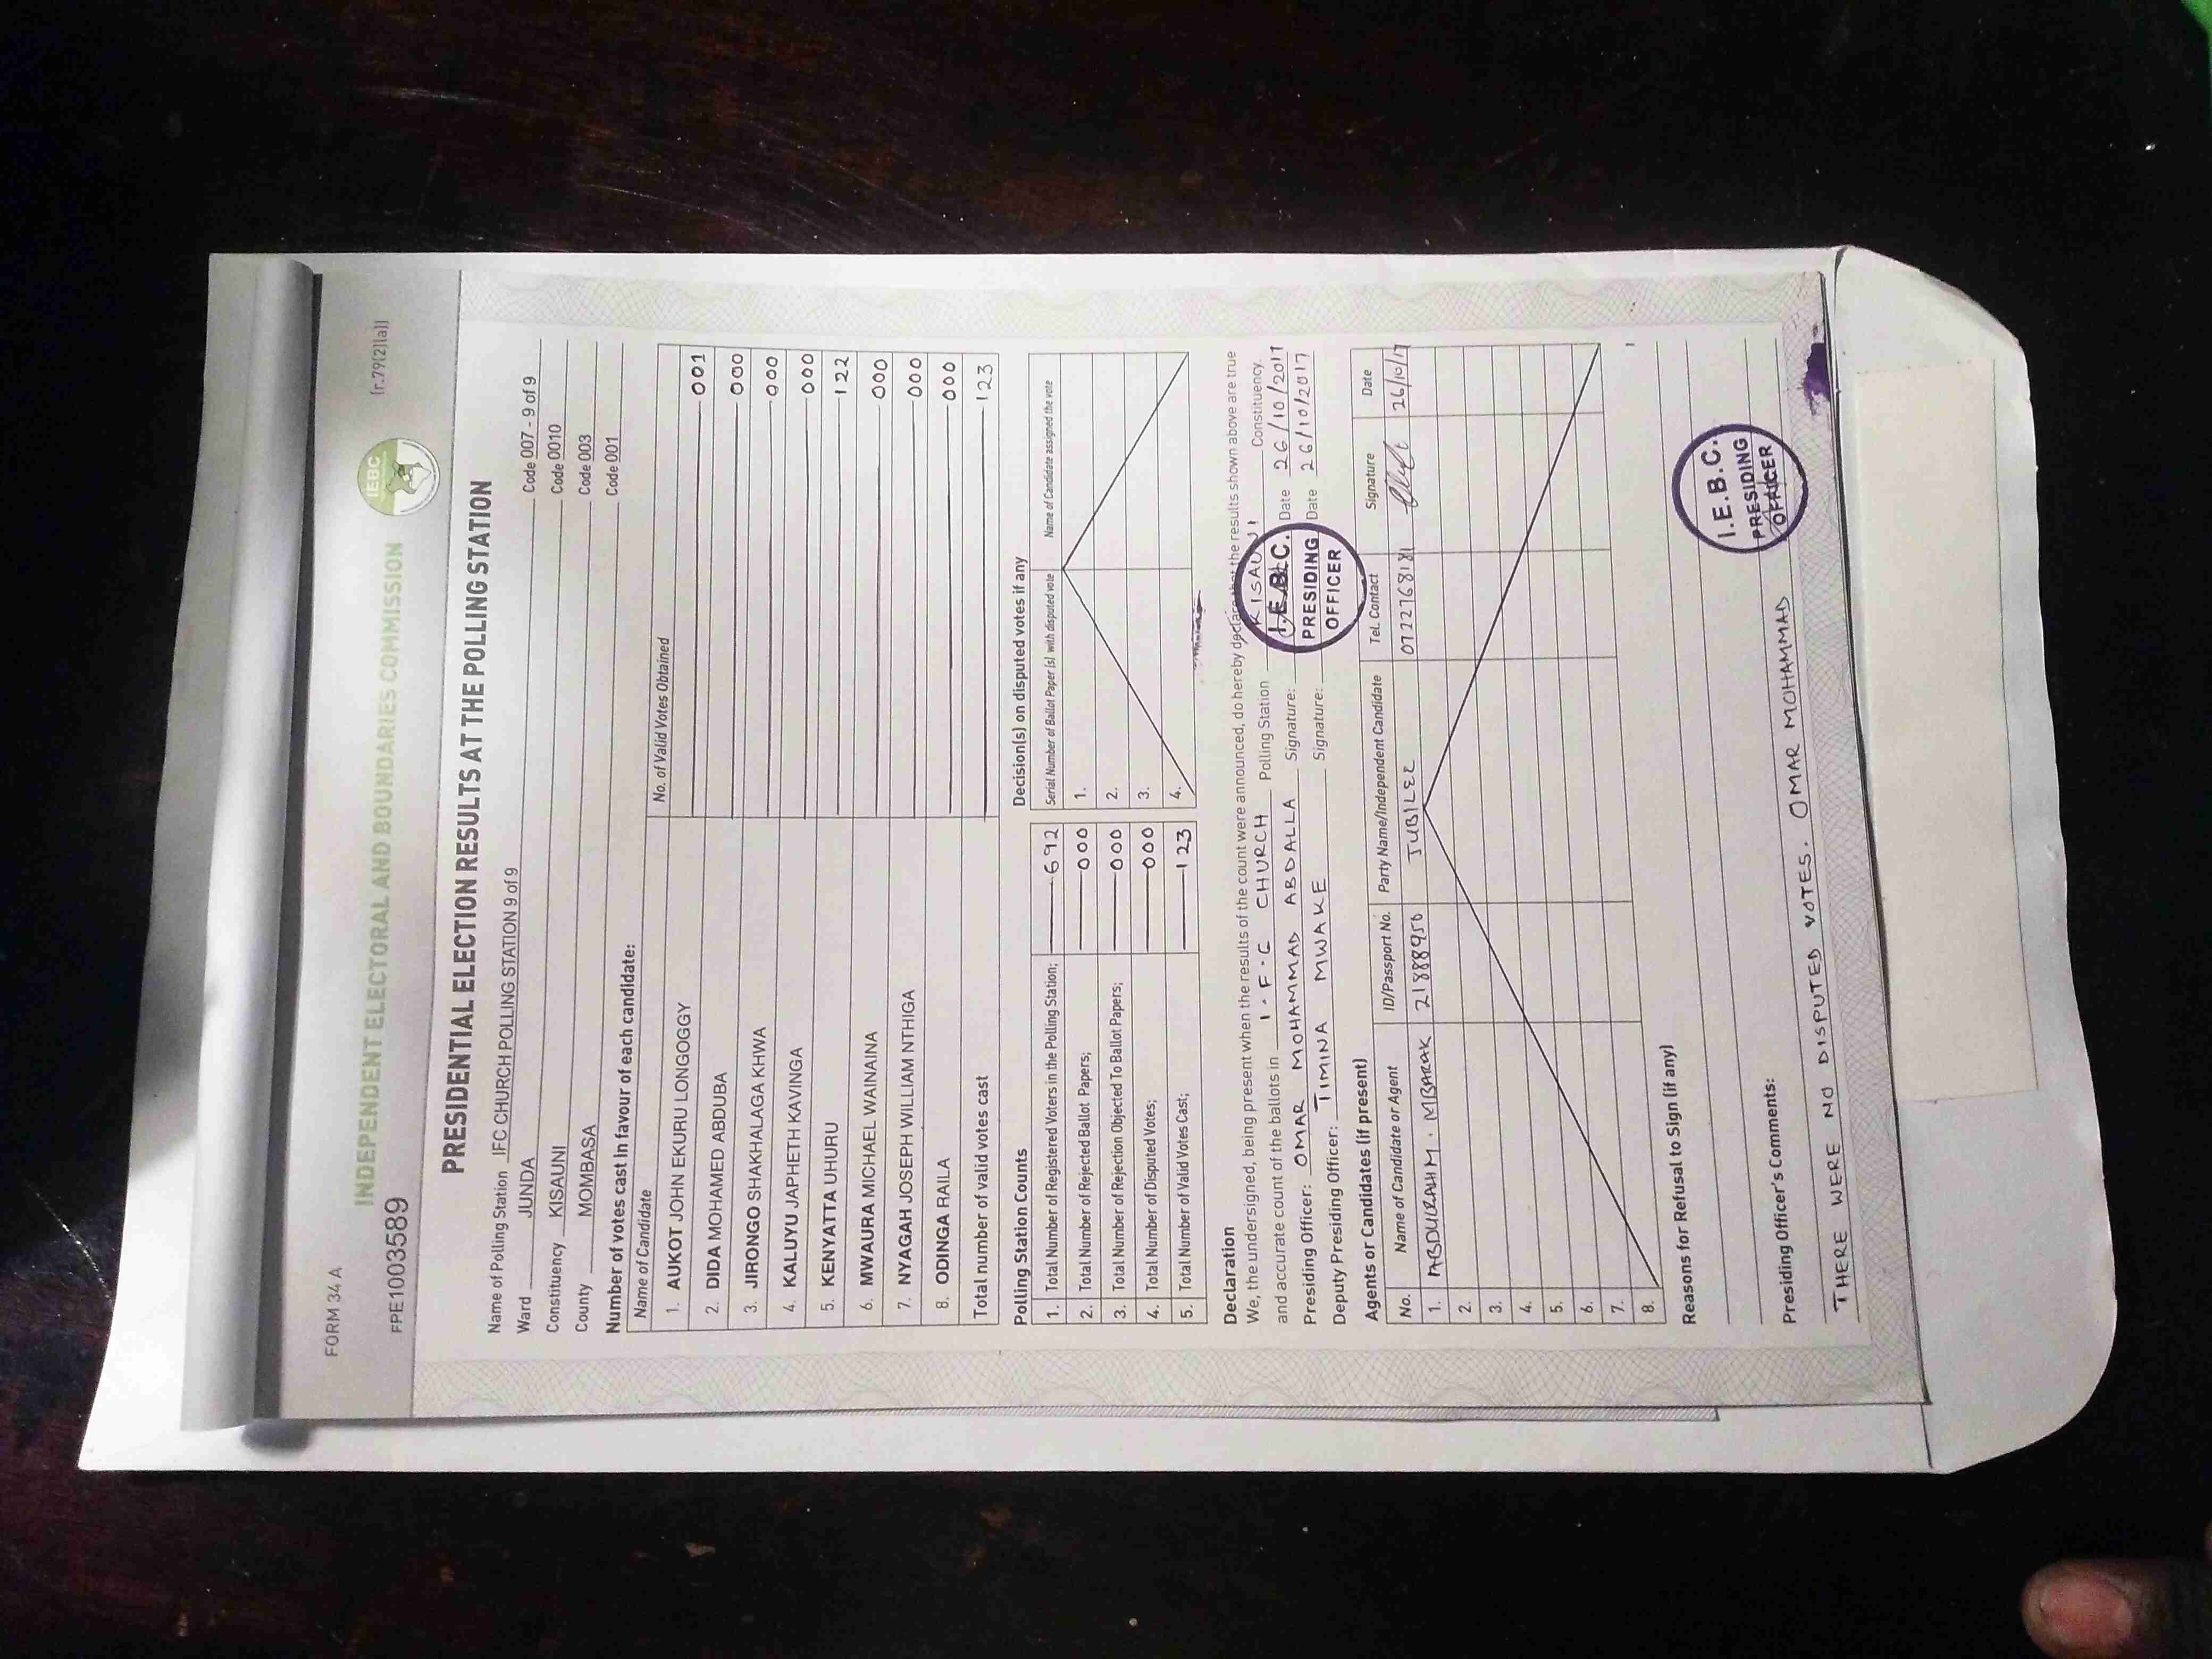 FORM 34 A
INDEPENDENT ELECTORAL AND BOUNDARIES COMMISSION
IEBC
(r.79(2)(a))
FPE1003589
PRESIDENTIAL ELECTION RESULTS AT THE POLLING STATION
Name of Polling Station IFC CHURCH POLLING STATION 9 of 9
Ward JUNDA Code 007 - 9 of 9
Constituency KISAUNI Code 0010
County MOMBASA Code 003
Code 001
Number of votes cast in favour of each candidate:
Name of Candidate No. of Valid Votes Obtained
1. AUKOT JOHN EKURU LONGOGGY 001
2. DIDA MOHAMED ABDUBA 000
3. JIRONGO SHAKHALAGA KHWA 000
4. KALUYU JAPHETH KAVINGA 000
5. KENYATTA UHURU 122
6. MWAURA MICHAEL WAINAINA 000
7. NYAGAH JOSEPH WILLIAM NTHIGA 000
8. ODINGA RAILA 000
Total number of valid votes cast 123
Polling Station Counts
1. Total Number of Registered Voters in the Polling Station; 692
2. Total Number of Rejected Ballot Papers; 000
3. Total Number of Rejection Objected To Ballot Papers; 000
4. Total Number of Disputed Votes; 000
5. Total Number of Valid Votes Cast; 123
Decision(s) on disputed votes if any
Serial Number of Ballot Paper (s) with disputed vote Name of Candidate assigned the vote
1.
2.
3.
4.
Declaration
We, the undersigned, being present when the results of the count were announced, do hereby declare that the results shown above are true
and accurate count of the ballots in I.F.C CHURCH Polling Station KISAUNI Constituency.
Presiding Officer: OMAR MOHAMMAD ABDALLA Signature: Date 26/10/2017
Deputy Presiding Officer: TIMINA MWAKE Signature: Date 26/10/2017
I.E.B.C.
PRESIDING
OFFICER
Agents or Candidates (if present)
No. Name of Candidate or Agent ID/Passport No. Party Name/Independent Candidate Tel. Contact Signature Date
1. ABDULRAHM. MBARAK 21888950 JUBILEE 0722768181 26/10/17
2.
3.
4.
5.
6.
7.
8.
Reasons for Refusal to Sign (if any)
I.E.B.C.
PRESIDING
OFFICER
Presiding Officer's Comments:
THERE WERE NO DISPUTED VOTES. OMAR MOHAMMAD